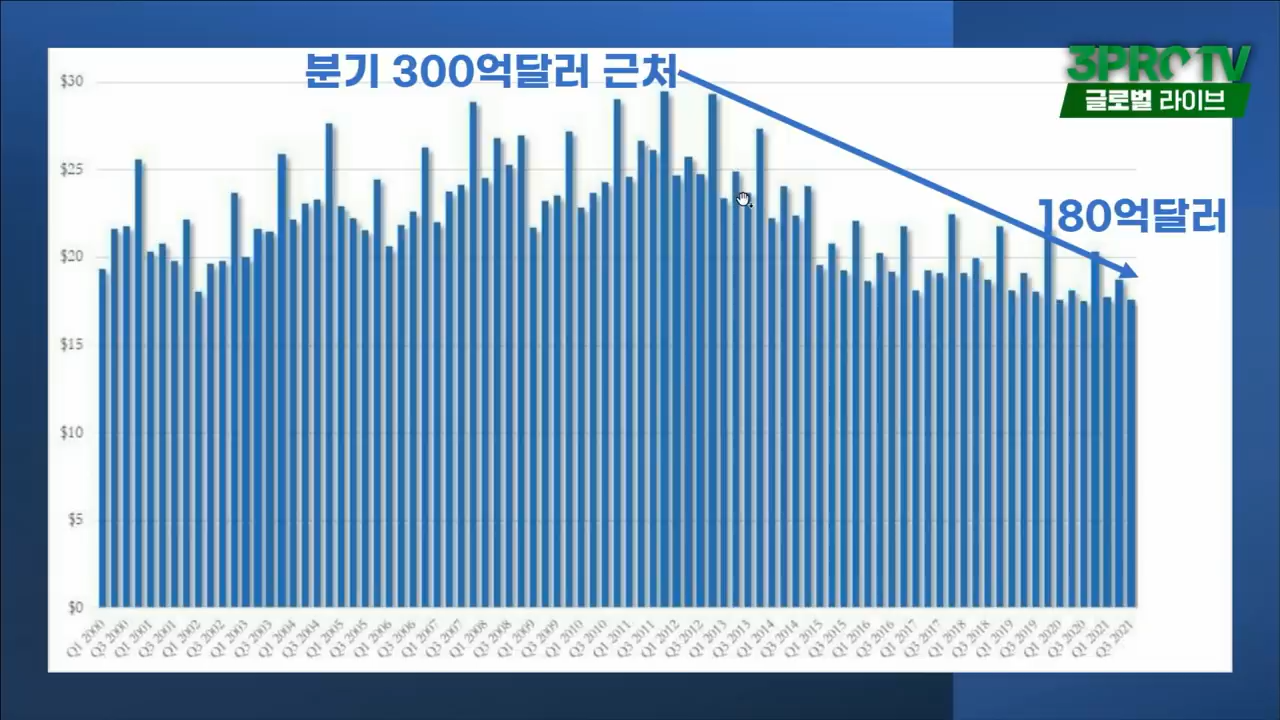 분기 300억달러 근처
3PROTV
글로벌 라이브
180억달러
$30
$25
$20
$15
$10
$5
$0
Q1 2000
Q3 2000
Q1 2001
Q3 2001
Q1 2002
Q3 2002
Q1 2003
Q3 2003
Q1 2004
Q3 2004
Q1 2005
Q3 2005
Q1 2006
Q3 2006
Q1 2007
Q3 2007
Q1 2008
Q3 2008
Q1 2009
Q3 2009
Q1 2010
Q3 2010
Q1 2011
Q3 2011
Q1 2012
Q3 2012
Q1 2013
Q3 2013
Q1 2014
Q3 2014
Q1 2015
Q3 2015
Q1 2016
Q3 2016
Q1 2017
Q3 2017
Q1 2018
Q3 2018
Q1 2019
Q3 2019
Q1 2020
Q3 2020
Q1 2021
Q3 2021